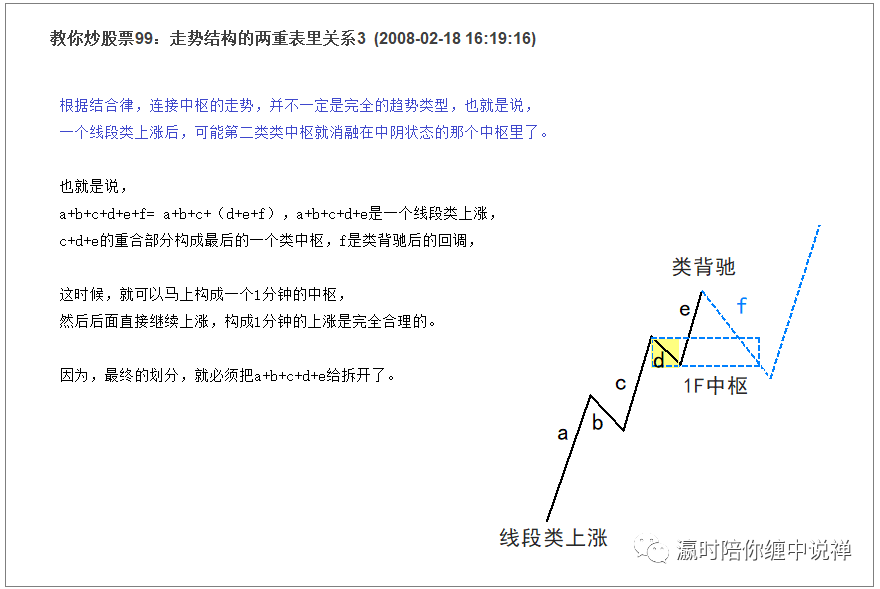 教你炒股票99：走势结构的两重表里关系3 (2008-02-18 16:19:16)
根据结合律，连接中枢的走势，并不一定是完全的趋势类型，也就是说，
一个线段类上涨后，可能第二类类中枢就消融在中阴状态的那个中枢里了。
也就是说，
a+b+c+d+e+f= a+b+c+（d+e+f），a+b+c+d+e是一个线段类上涨，
c+d+e的重合部分构成最后的一个类中枢，f是类背驰后的回调，
这时候，就可以马上构成一个1分钟的中枢，
然后后面直接继续上涨，构成1分钟的上涨是完全合理的。
因为，最终的划分，就必须把a+b+c+d+e给拆开了。
类背驰
e
f
d
c
1F中枢
b
a
线段类上涨
瀛时陪你缠中说禅